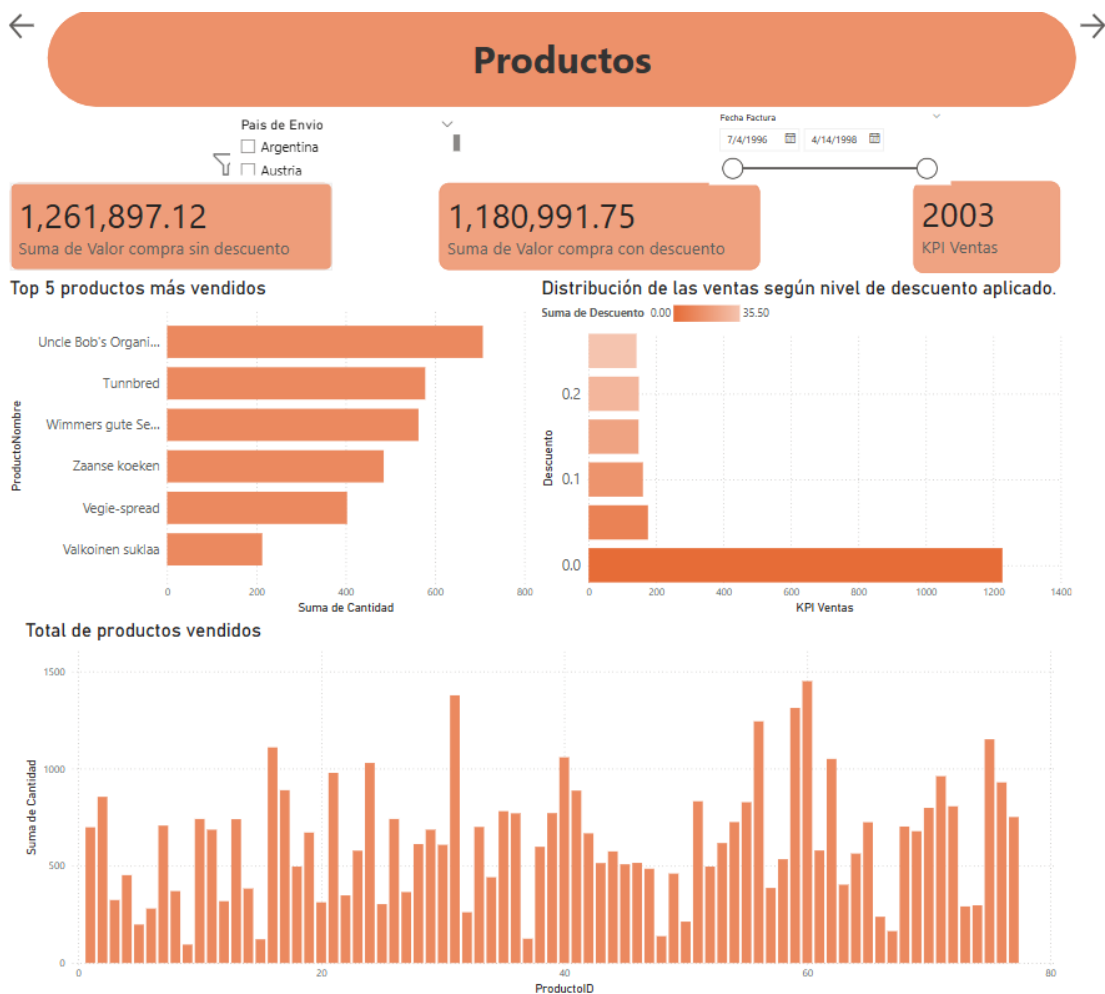 Productos
Pais de Envio
Argentina
Austria
Fecha Factura
7/4/1996
4/14/1998
1,261,897.12
Suma de Valor compra sin descuento
1,180,991.75
Suma de Valor compra con descuento
2003
KPI Ventas
Top 5 productos más vendidos
ProductoNombre
Uncle Bob's Organi...
Tunnbred
Wimmers gute Se...
Zaanse koeken
Vegie-spread
Valkoinen suklaa
0 200 400 600 800
Suma de Cantidad
Distribución de las ventas según nivel de descuento aplicado.
Suma de Descuento 0.00 35.50
Descuento
0.2
0.1
0.0
0 200 400 600 800 1000 1200 1400
KPI Ventas
Total de productos vendidos
Suma de Cantidad
1500
1000
500
0
0 20 40 60 80
ProductoID